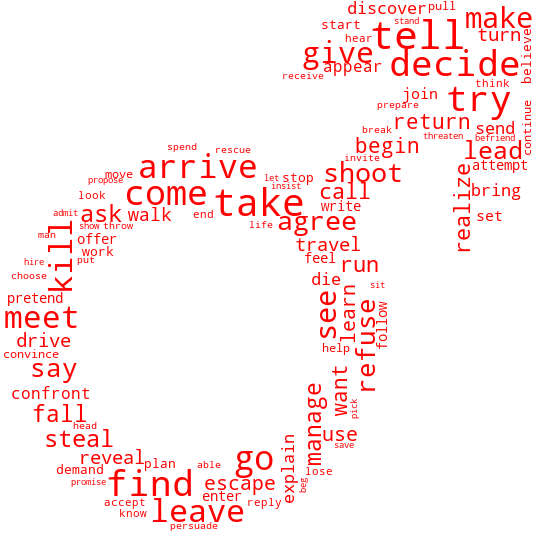 discover pull
make
start
stand
tell
turn
hear
give
believe
appear
decide
receive
think
join
try
prepare
continue
return
send
break
threaten
befriend
begin
lead
spend
rescue
invite
attempt
arrive
shoot
realize
move
propose
let
stop
insist
come
take
call
bring
look
write
admit
ask
walk
end
agree
set
show
throw
life
kill
man
offer
travel
work
feel
hire
put
run
choose
die
sit
pretend
see
learn
refuse
follow
meet
drive
help
convince
say
want
confront
manage
pick
fall
head
use
steal
explain
save
reveal
plan
able
go
demand
lose
promise
find
escape
beg
enter
accept
reply
know
leave
persuade